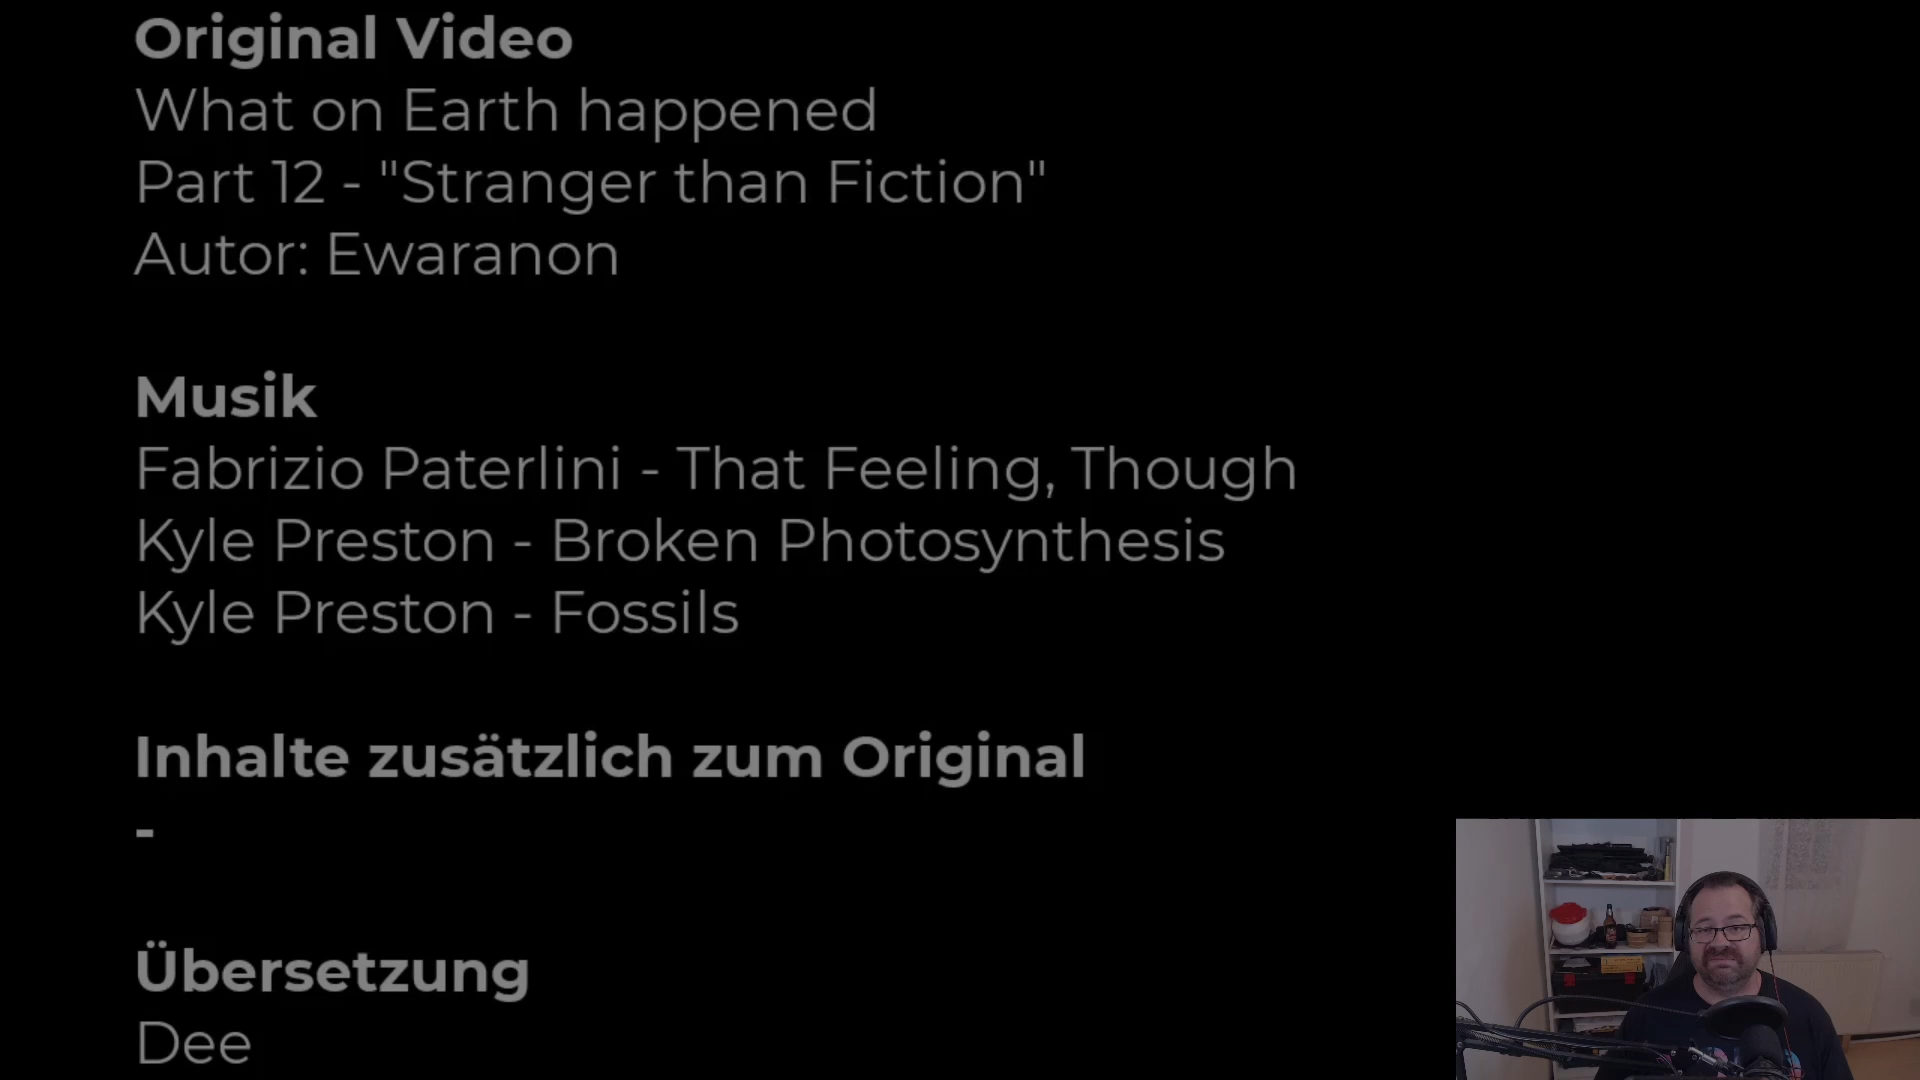 Original Video
What on Earth happened
Part 12 - "Stranger than Fiction"
Autor: Ewaranon
Musik
Fabrizio Paterlini - That Feeling, Though
Kyle Preston - Broken Photosynthesis
Kyle Preston - Fossils
Inhalte zusätzlich zum Original
-
Übersetzung
Dee